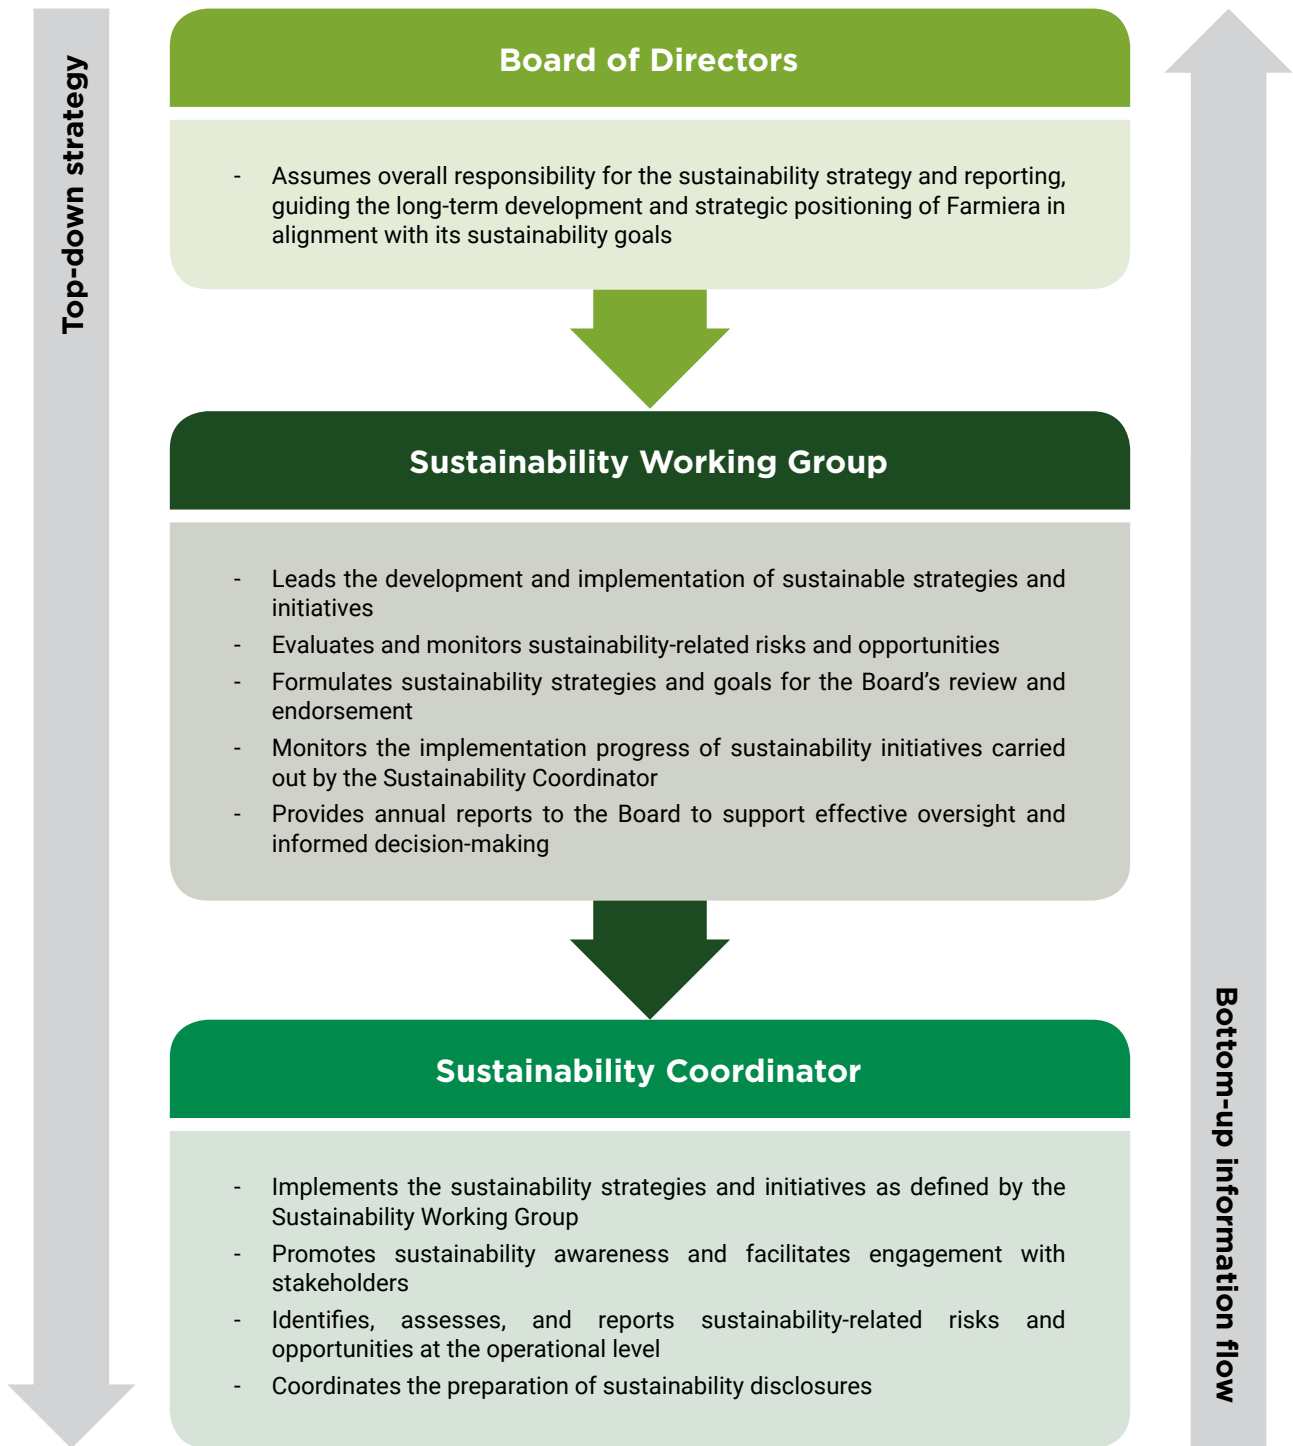 Top-down strategy
Board of Directors
- Assumes overall responsibility for the sustainability strategy and reporting,
guiding the long-term development and strategic positioning of Farmiera in
alignment with its sustainability goals
Sustainability Working Group
- Leads the development and implementation of sustainable strategies and
initiatives
- Evaluates and monitors sustainability-related risks and opportunities
- Formulates sustainability strategies and goals for the Board’s review and
endorsement
- Monitors the implementation progress of sustainability initiatives carried
out by the Sustainability Coordinator
- Provides annual reports to the Board to support effective oversight and
informed decision-making
Sustainability Coordinator
- Implements the sustainability strategies and initiatives as defined by the
Sustainability Working Group
- Promotes sustainability awareness and facilitates engagement with
stakeholders
- Identifies, assesses, and reports sustainability-related risks and
opportunities at the operational level
- Coordinates the preparation of sustainability disclosures
Bottom-up information flow